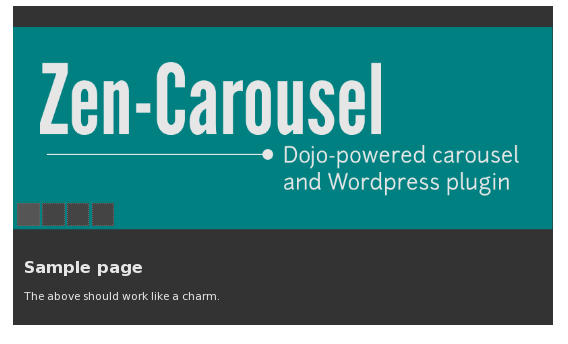 Zen-Carousel
Dojo-powered carousel
and Wordpress plugin
Sample page
The above should work like a charm.